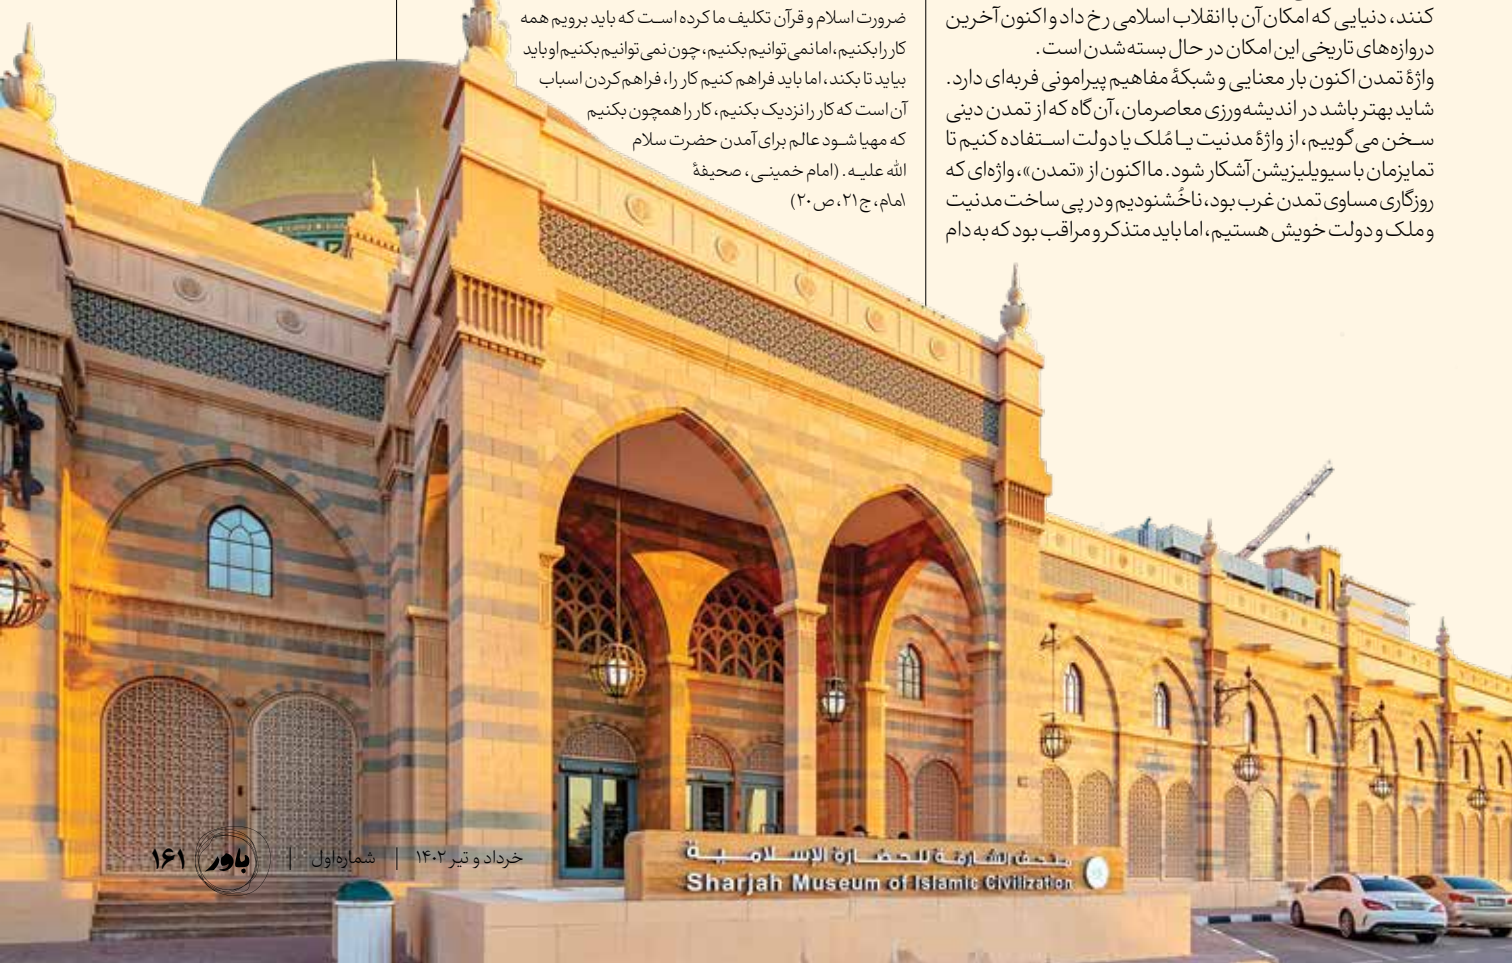 کنند، دنیایی که امکان آن با انقلاب اسلامی رخ داد و اکنون آخرین
دروازه‌های تاریخی این امکان در حال بسته‌شدن است.
واژهٔ تمدن اکنون بار معنایی و شبکهٔ مفاهیم پیرامونی فربه‌ای دارد.
شاید بهتر باشد در اندیشه‌ورزی معاصرمان، آن‌گاه که از تمدن دینی
سخن می‌گوییم، از واژهٔ مدنیت یا مُلک یا دولت استفاده کنیم تا
تمایزمان با سیویلیزیشن آشکار شود. ما اکنون از «تمدن»، واژه‌ای که
روزگاری مساوی تمدن غرب بود، ناخُشنودیم و در پی ساخت مدنیت
و ملک و دولت خویش هستیم، اما باید متذکر و مراقب بود که به دام
ضرورت اسلام و قرآن تکلیف ما کرده است که باید برویم همه
کار را بکنیم، اما نمی‌توانیم بکنیم، چون نمی‌توانیم بکنیم او باید
بیاید تا بکند، اما باید فراهم کنیم کار را، فراهم‌کردن اسباب
آن است که کار را نزدیک بکنیم، کار را همچون بکنیم
که مهیا شود عالم برای آمدن حضرت سلام
الله علیه. (امام خمینی، صحیفهٔ
امام، ج ۲۱، ص ۲۰)
متحف الشارقة للحضارة الإسلامية
Sharjah Museum of Islamic Civilization
خرداد و تیر ۱۴۰۲ | شماره اول | باور ۱۶۱